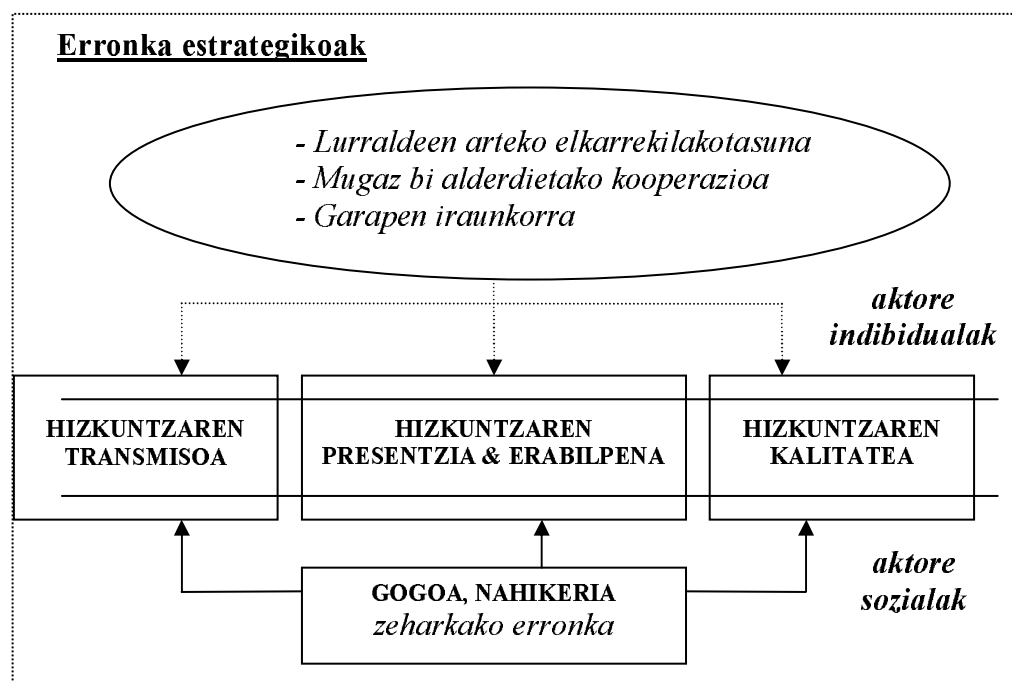 Erronka estrategikoak
- Lurraldeen arteko elkarrekilakotasuna
- Mugaz bi alderdietako kooperazioa
- Garapen iraunkorra
aktore
indibidualak
HIZKUNTZAREN
TRANSMISOA
HIZKUNTZAREN
PRESENTZIA & ERABILPENA
HIZKUNTZAREN
KALITATEA
GOGOA, NAHIKERIA
zeharkako erronka
aktore
sozialak